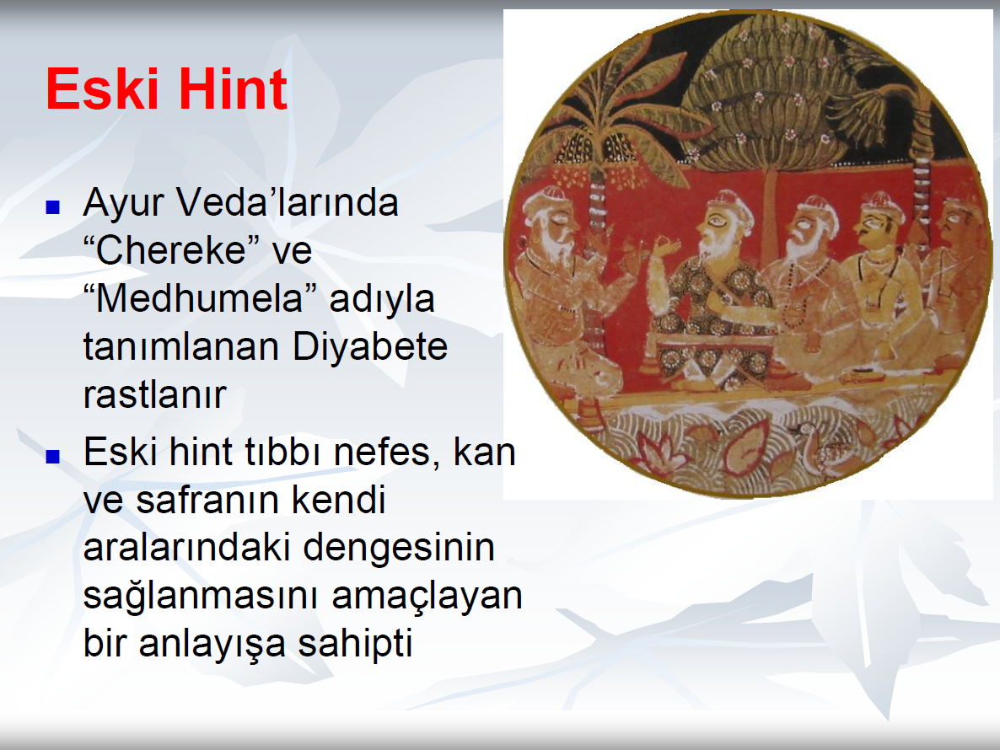 Eski Hint
Ayur Veda’larında
“Chereke” ve
“Medhumela” adıyla
tanımlanan Diyabete
rastlanır
Eski hint tıbbı nefes, kan
ve safranın kendi
aralarındaki dengesinin
sağlanmasını amaçlayan
bir anlayışa sahipti